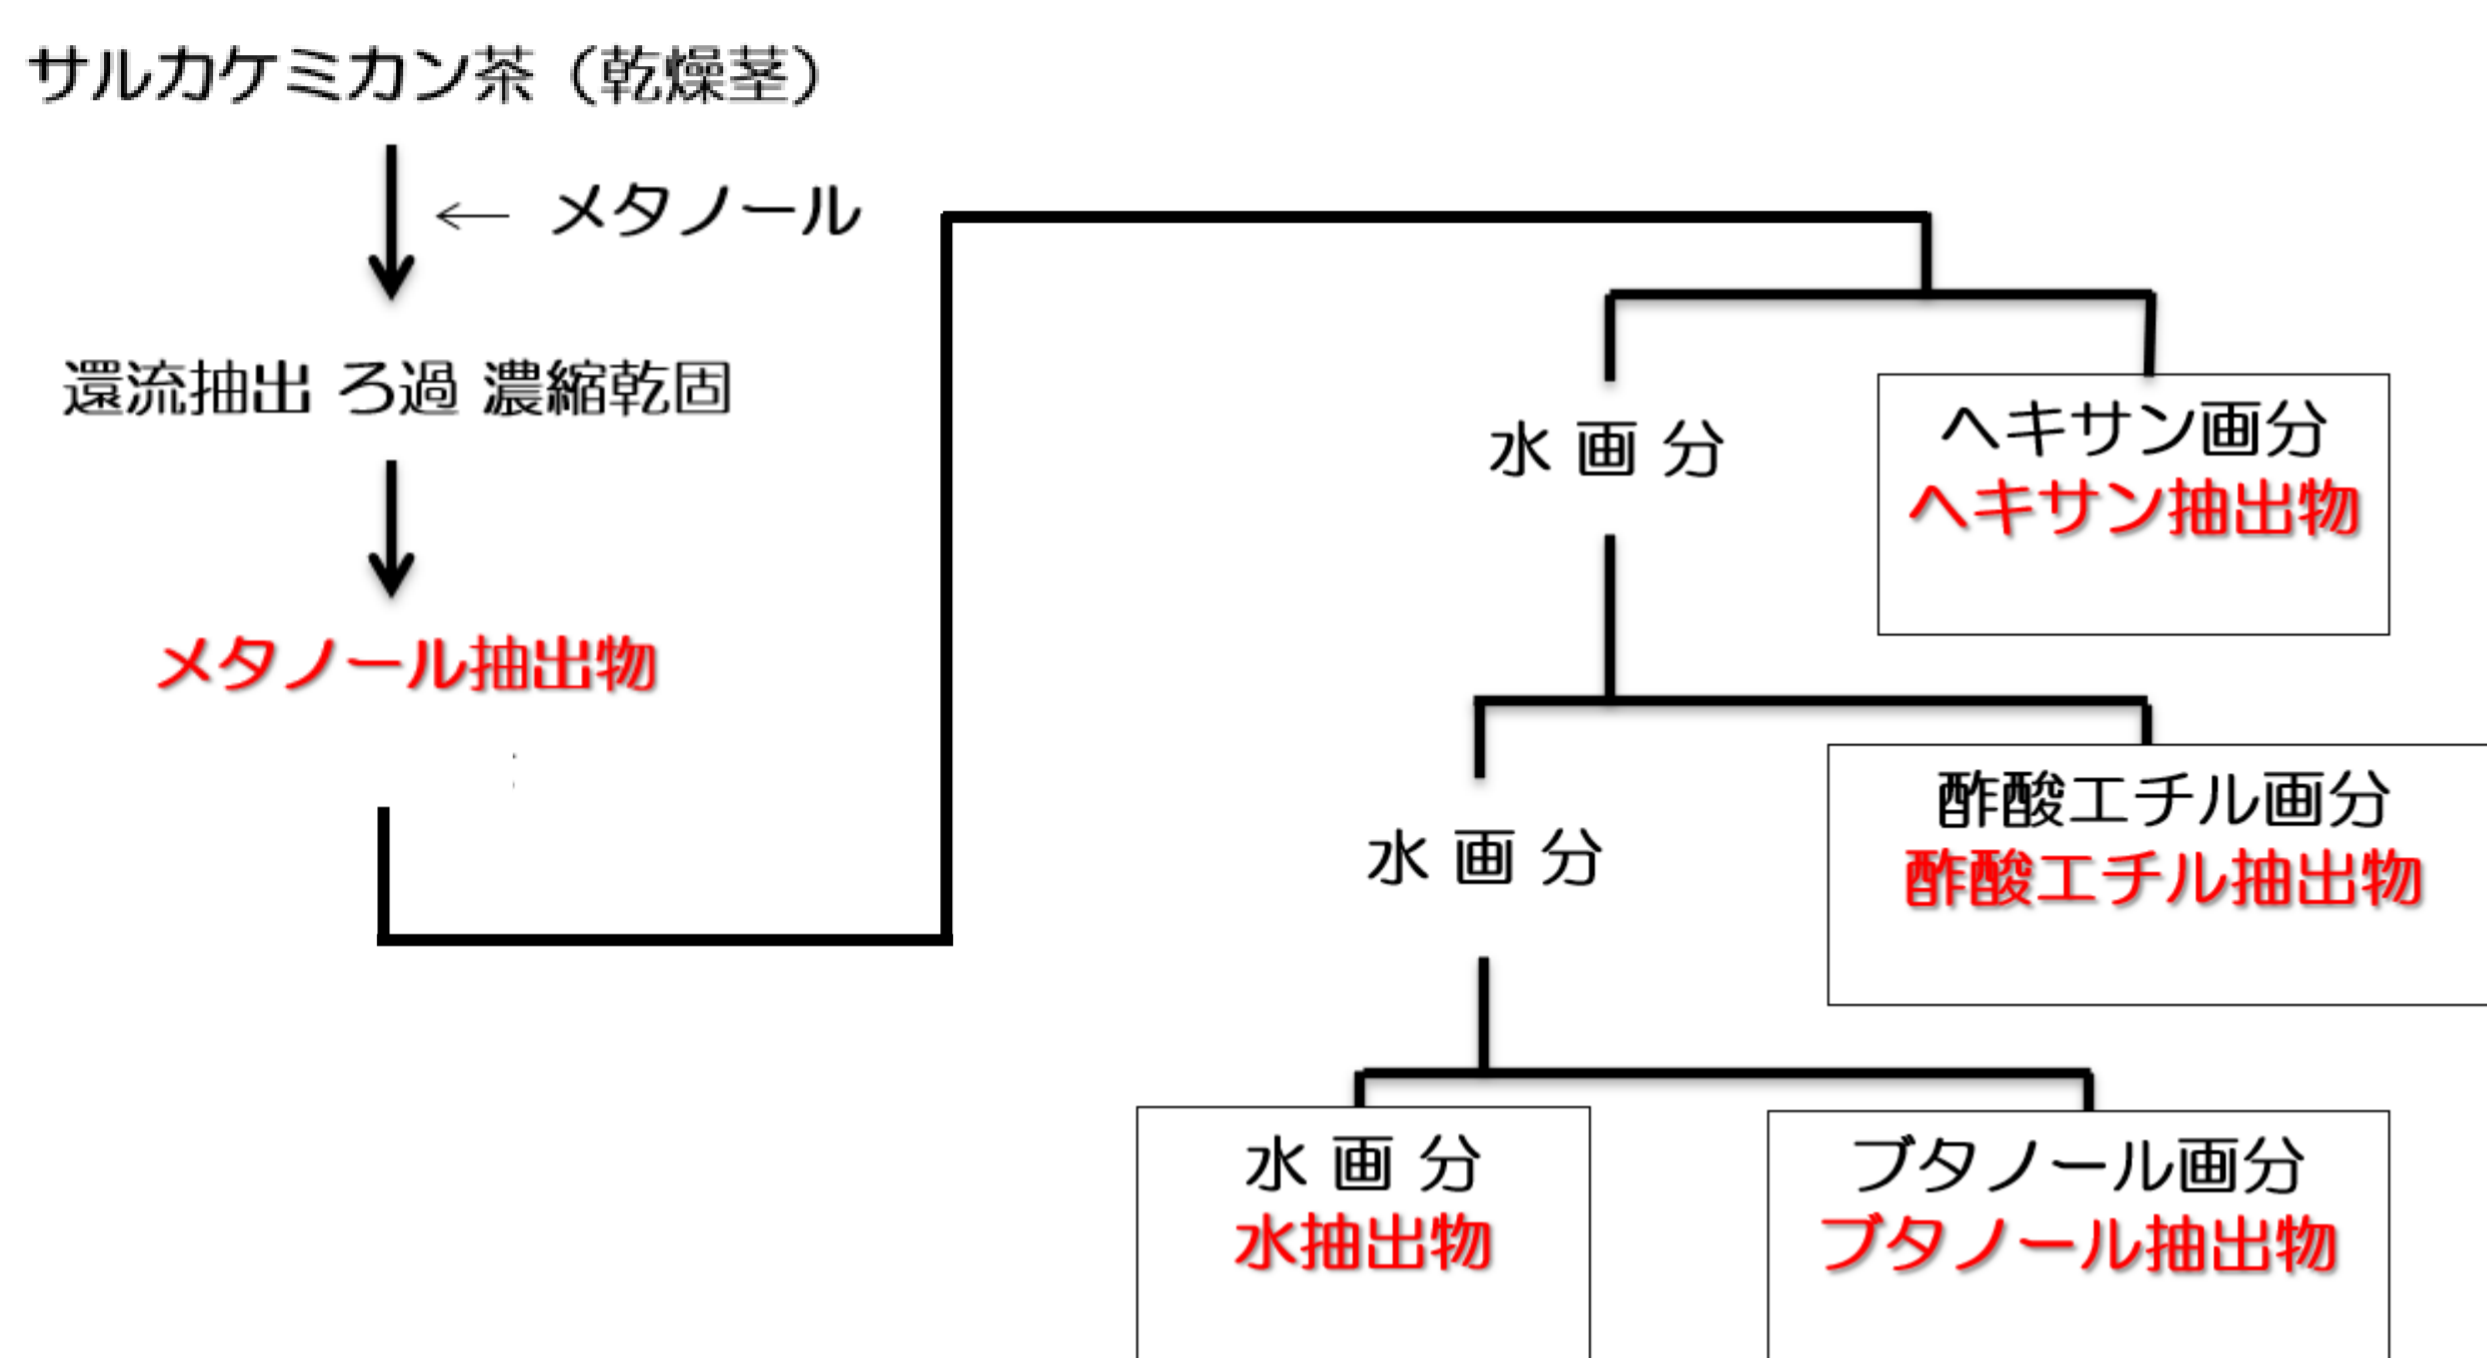 サルカケミカン茶（乾燥茎）
← メタノール
還流抽出 ろ過 濃縮乾固
メタノール抽出物
水 画 分
ヘキサン画分
ヘキサン抽出物
水 画 分
酢酸エチル画分
酢酸エチル抽出物
水 画 分
水抽出物
ブタノール画分
ブタノール抽出物